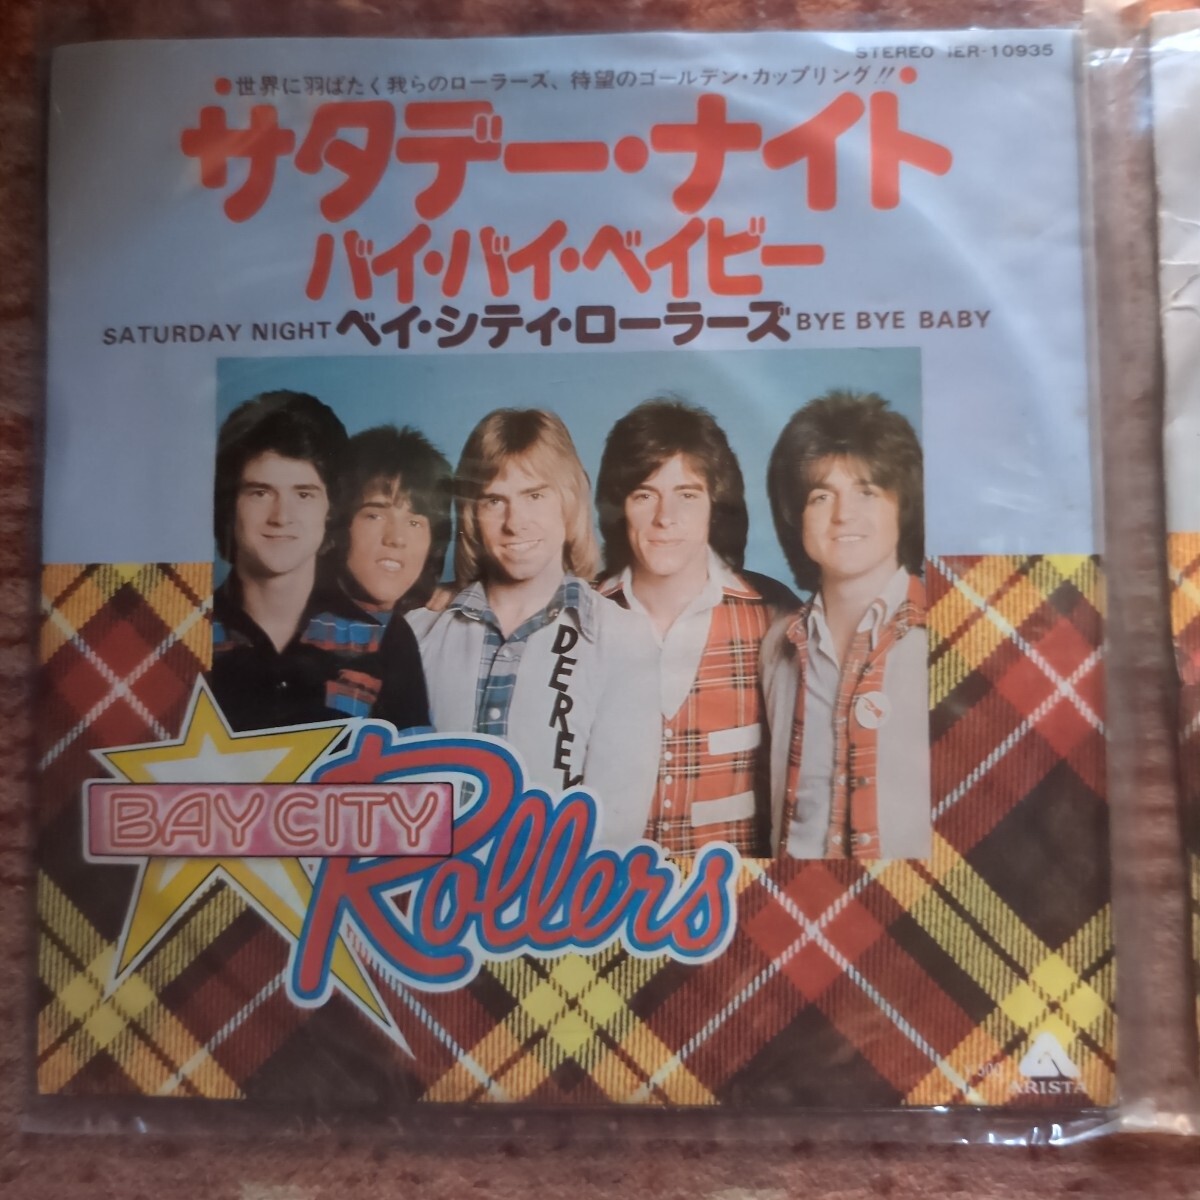 STEREO IER-10935
●世界に羽ばたく我らのローラーズ、待望のゴールデン・カップリング!!●
サタデー・ナイト
バイ・バイ・ベイビー
SATURDAY NIGHT ベイ・シティ・ローラーズ BYE BYE BABY
DEREK
BAY CITY
Rollers
ARISTA